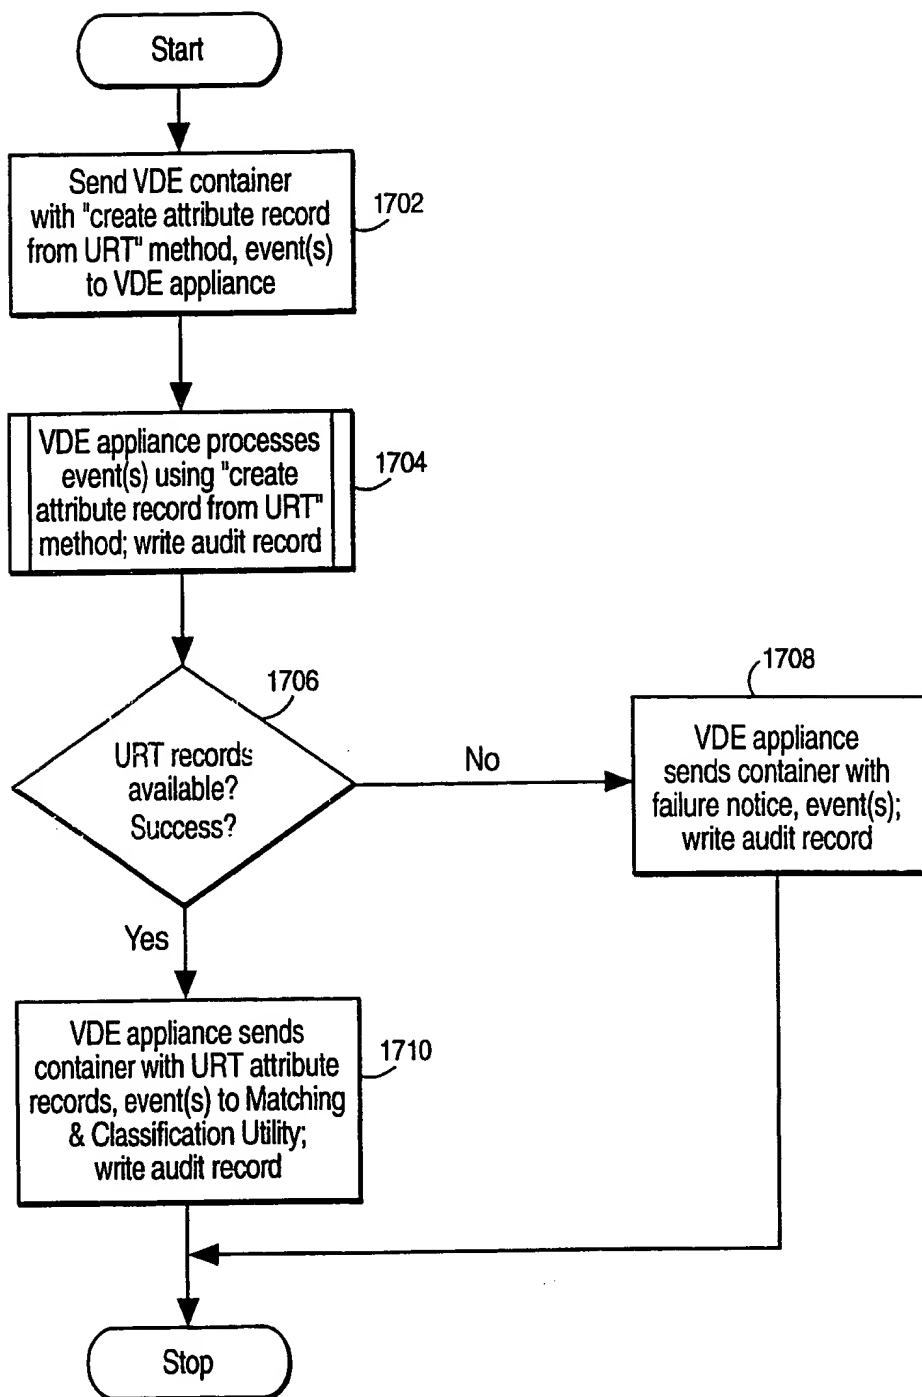 Start
Send VDE container
with "create attribute record
from URT" method, event(s)
to VDE appliance
1702
VDE appliance processes
event(s) using "create
attribute record from URT"
method; write audit record
1704
URT records
available?
Success?
1706
No
VDE appliance
sends container with
failure notice, event(s);
write audit record
1708
Yes
VDE appliance sends
container with URT attribute
records, event(s) to Matching
& Classification Utility;
write audit record
1710
Stop